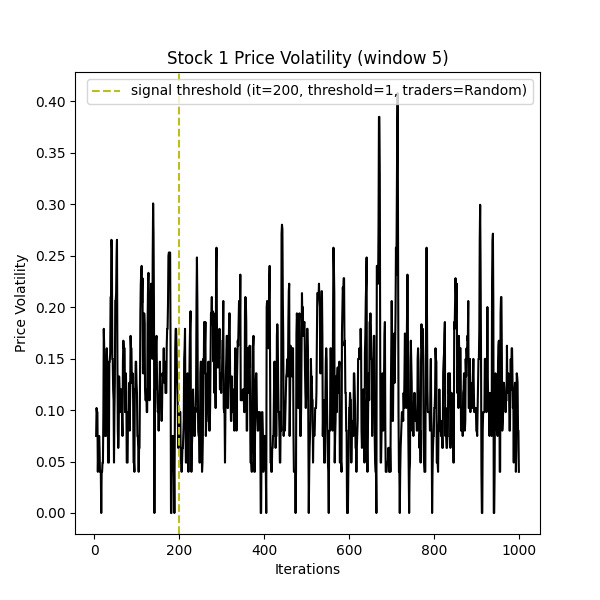 Stock 1 Price Volatility (window 5)
signal threshold (it=200, threshold=1, traders=Random)
0.40
0.35
0.30
0.25
0.20
0.15
0.10
0.05
0.00
Price Volatility
0 200 400 600 800 1000
Iterations